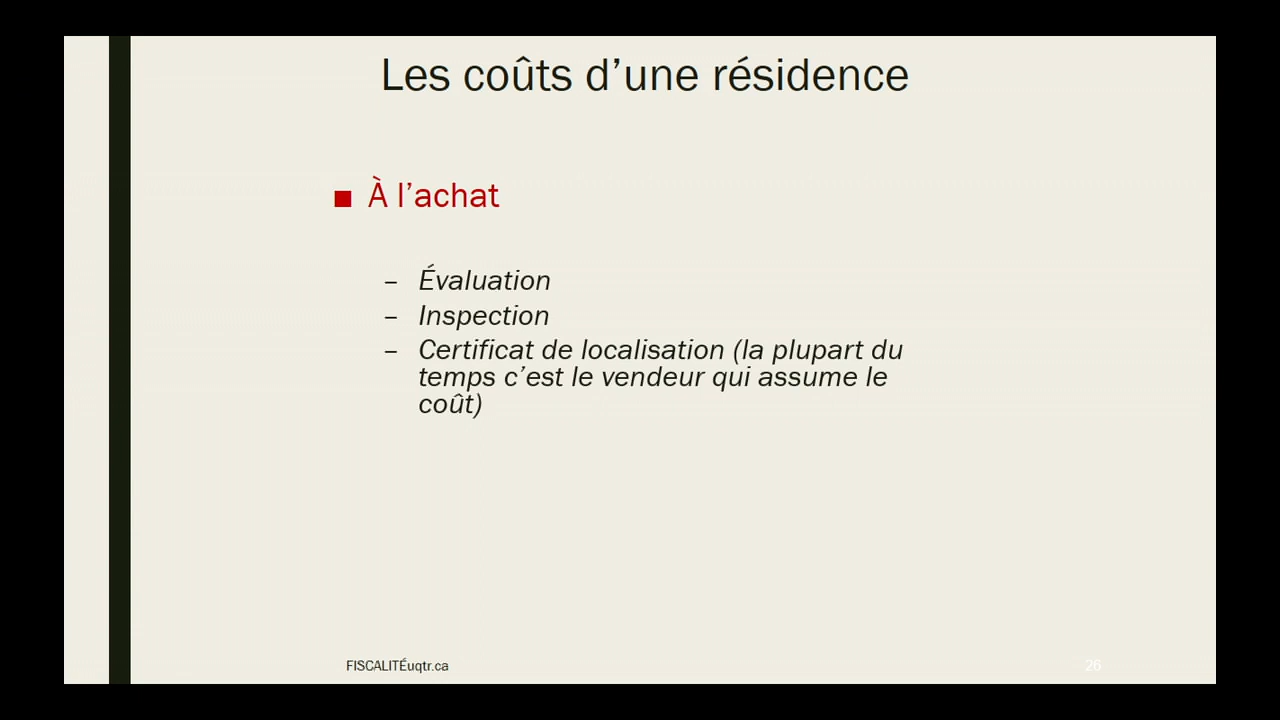 Les coûts d’une résidence
■ À l’achat
– Évaluation
– Inspection
– Certificat de localisation (la plupart du
temps c’est le vendeur qui assume le
coût)
FISCALITÉuqtr.ca
26